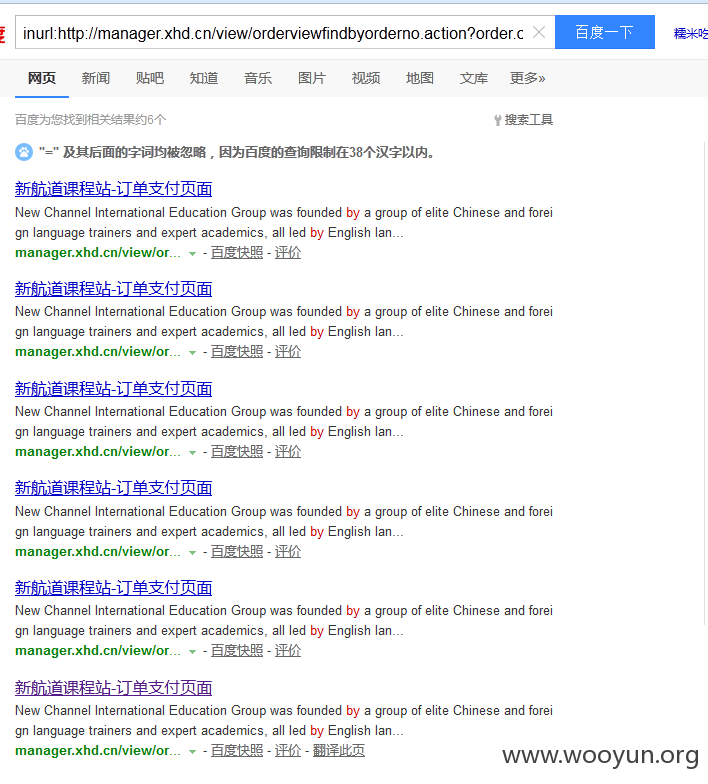 inurl:http://manager.xhd.cn/view/orderviewfindbyorderno.action?order.c
百度一下
糯米
网页 新闻 贴吧 知道 音乐 图片 视频 地图 文库 更多»
百度为您找到相关结果约6个
搜索工具
"=" 及其后面的字词均被忽略，因为百度的查询限制在38个汉字以内。
新航道课程站-订单支付页面
New Channel International Education Group was founded by a group of elite Chinese and forei
gn language trainers and expert academics, all led by English lan...
manager.xhd.cn/view/or... - 百度快照 - 评价
新航道课程站-订单支付页面
New Channel International Education Group was founded by a group of elite Chinese and forei
gn language trainers and expert academics, all led by English lan...
manager.xhd.cn/view/or... - 百度快照 - 评价
新航道课程站-订单支付页面
New Channel International Education Group was founded by a group of elite Chinese and forei
gn language trainers and expert academics, all led by English lan...
manager.xhd.cn/view/or... - 百度快照 - 评价
新航道课程站-订单支付页面
New Channel International Education Group was founded by a group of elite Chinese and forei
gn language trainers and expert academics, all led by English lan...
manager.xhd.cn/view/or... - 百度快照 - 评价
新航道课程站-订单支付页面
New Channel International Education Group was founded by a group of elite Chinese and forei
gn language trainers and expert academics, all led by English lan...
manager.xhd.cn/view/or... - 百度快照 - 评价
新航道课程站-订单支付页面
New Channel International Education Group was founded by a group of elite Chinese and forei
gn language trainers and expert academics, all led by English lan...
manager.xhd.cn/view/or... - 百度快照 - 评价 - 翻译此页
www.wooyun.org